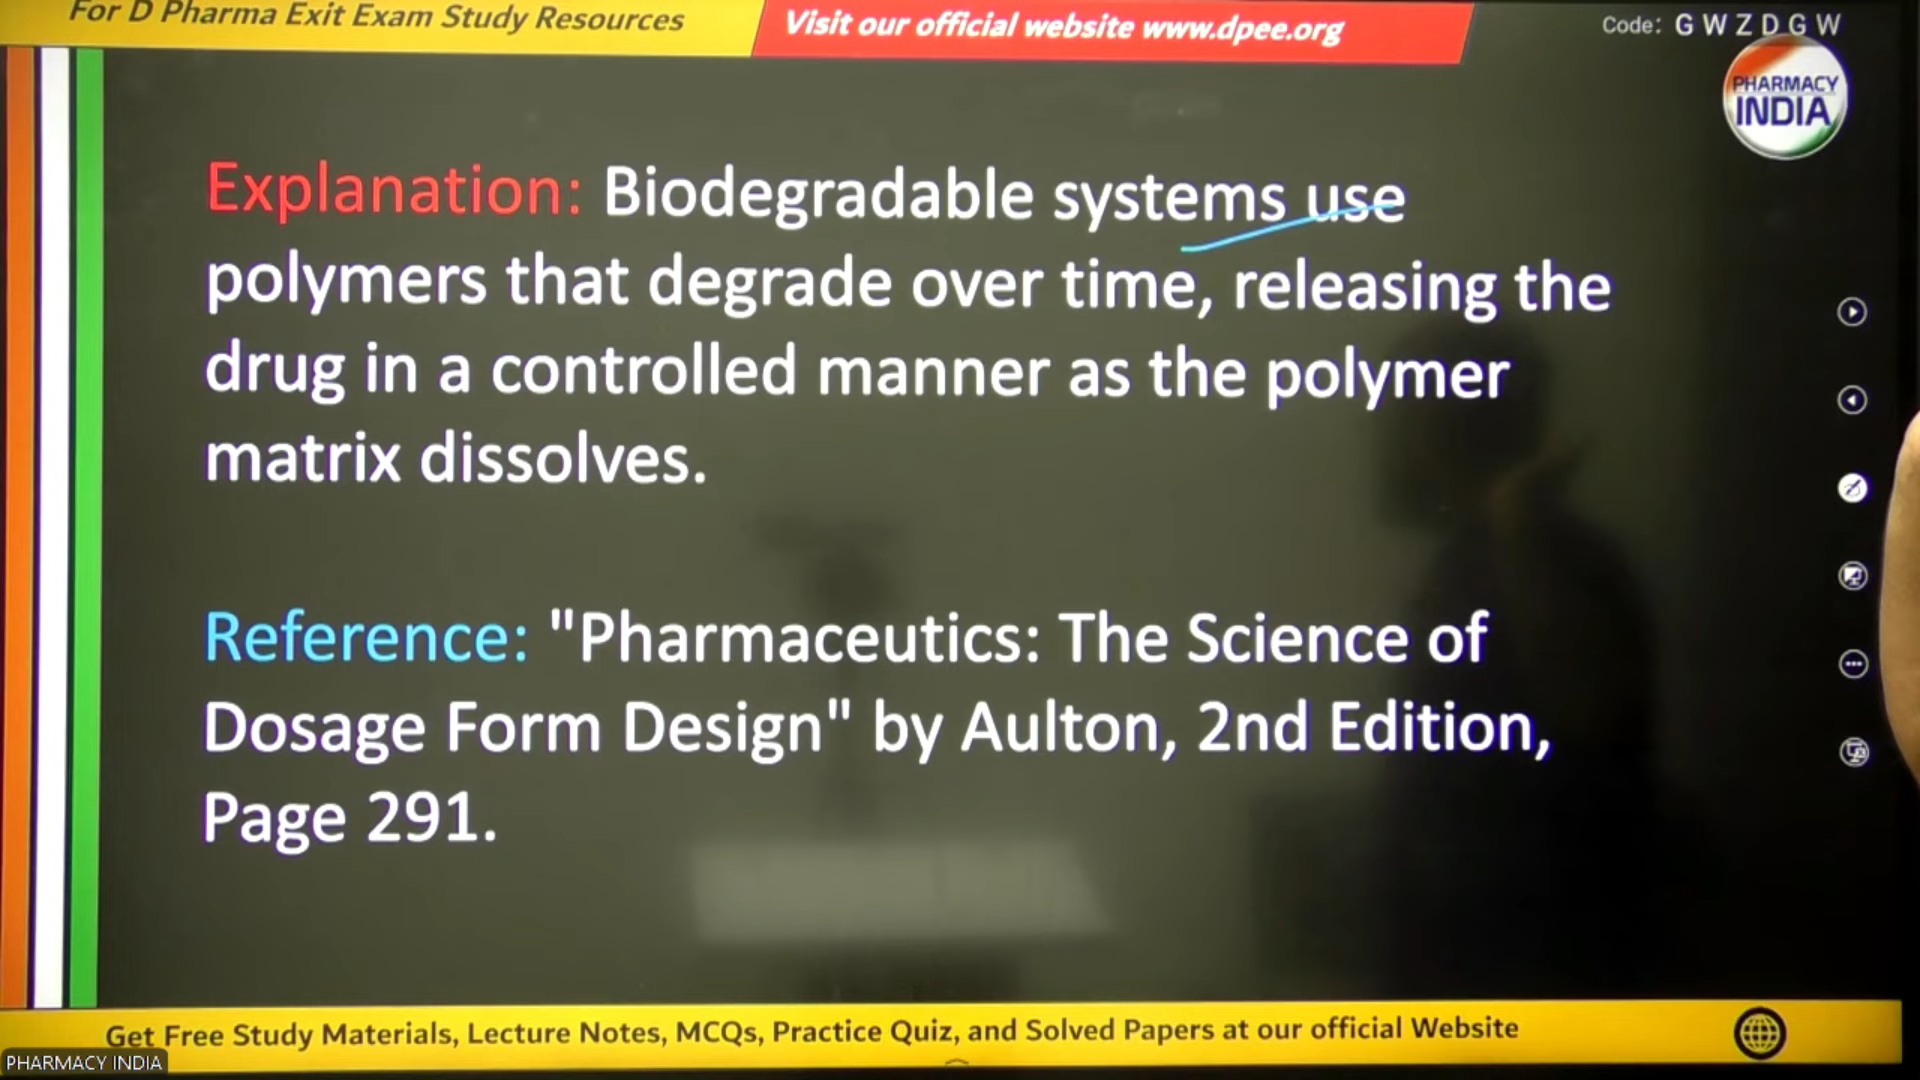 For D Pharma Exit Exam Study Resources
Visit our official website www.dpee.org
Code: G W Z D G W
PHARMACY
INDIA
Explanation: Biodegradable systems use
polymers that degrade over time, releasing the
drug in a controlled manner as the polymer
matrix dissolves.
Reference: "Pharmaceutics: The Science of
Dosage Form Design" by Aulton, 2nd Edition,
Page 291.
Get Free Study Materials, Lecture Notes, MCQs, Practice Quiz, and Solved Papers at our official Website
PHARMACY INDIA